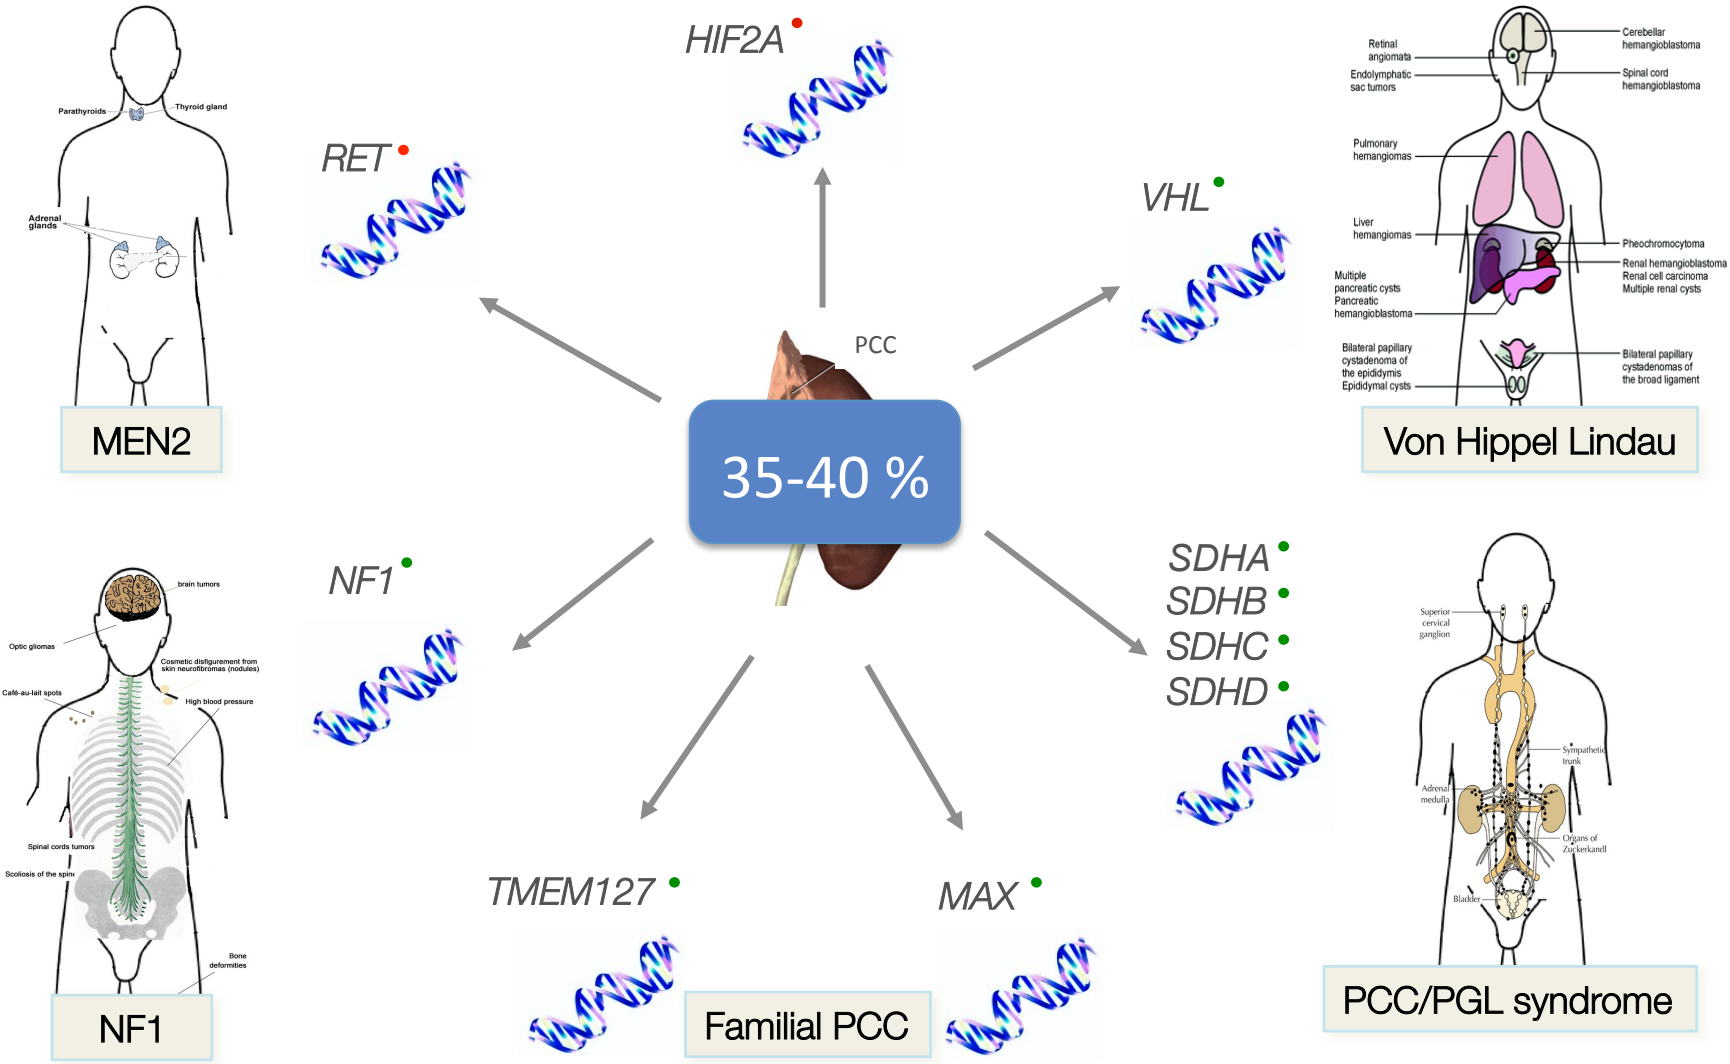 HIF2A
RET
VHL
PCC
35-40 %
NF1
SDHA
SDHB
SDHC
SDHD
TMEM127
MAX
Familial PCC
Parathyroids
Thyroid gland
Adrenal
glands
MEN2
Retinal
angiomata
Endolymphatic
sac tumors
Cerebellar
hemangioblastoma
Spinal cord
hemangioblastoma
Pulmonary
hemangiomas
Liver
hemangiomas
Pheochromocytoma
Renal hemangioblastoma
Renal cell carcinoma
Multiple renal cysts
Multiple
pancreatic cysts
Pancreatic
hemangioblastoma
Bilateral papillary
cystadenoma of
the epididymis
Epididymal cysts
Bilateral papillary
cystadenomas of
the broad ligament
Von Hippel Lindau
brain tumors
Optic gliomas
Cosmetic disfigurement from
skin neurofibromas (nodules)
Café-au-lait spots
High blood pressure
Spinal cords tumors
Scoliosis of the spine
Bone
deformities
NF1
Superior
cervical
ganglion
Sympathetic
trunk
Adrenal
medulla
Organs of
Zuckerkandl
Bladder
PCC/PGL syndrome